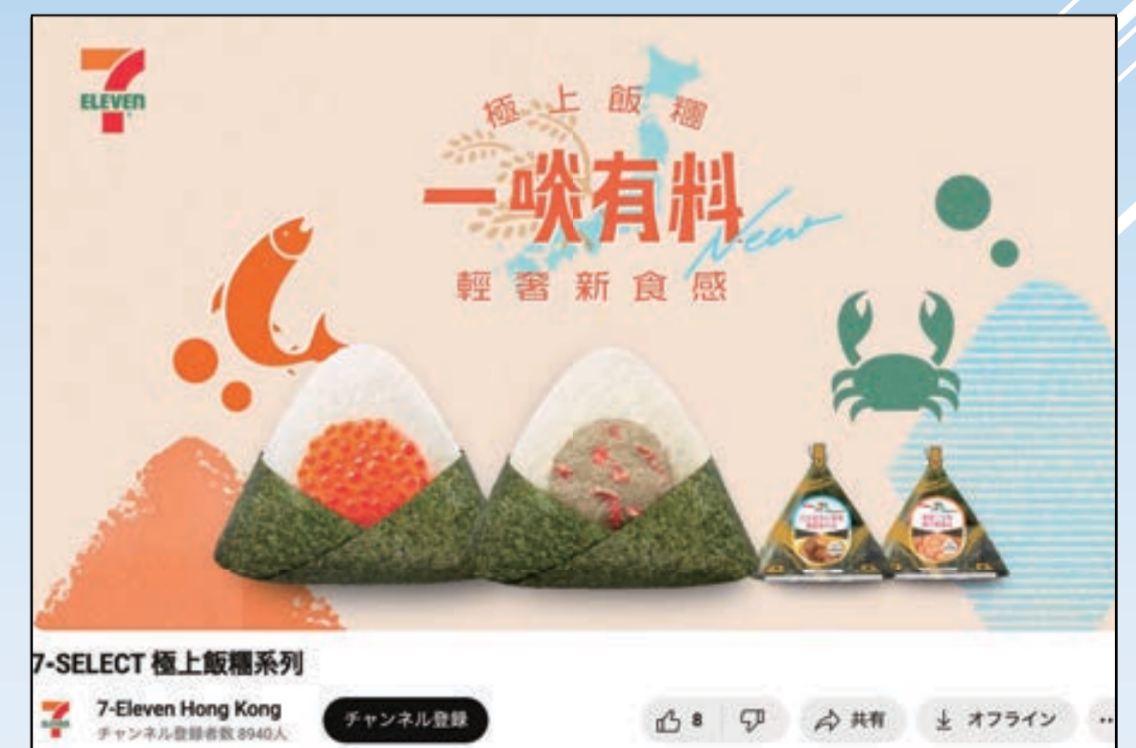 7
ELEVEN
極上飯糰
一啖有料
New
輕奢新食感
7-SELECT 極上飯糰系列
7-Eleven Hong Kong
チャンネル登録者数 8940人
チャンネル登録
8
共有
オフライン